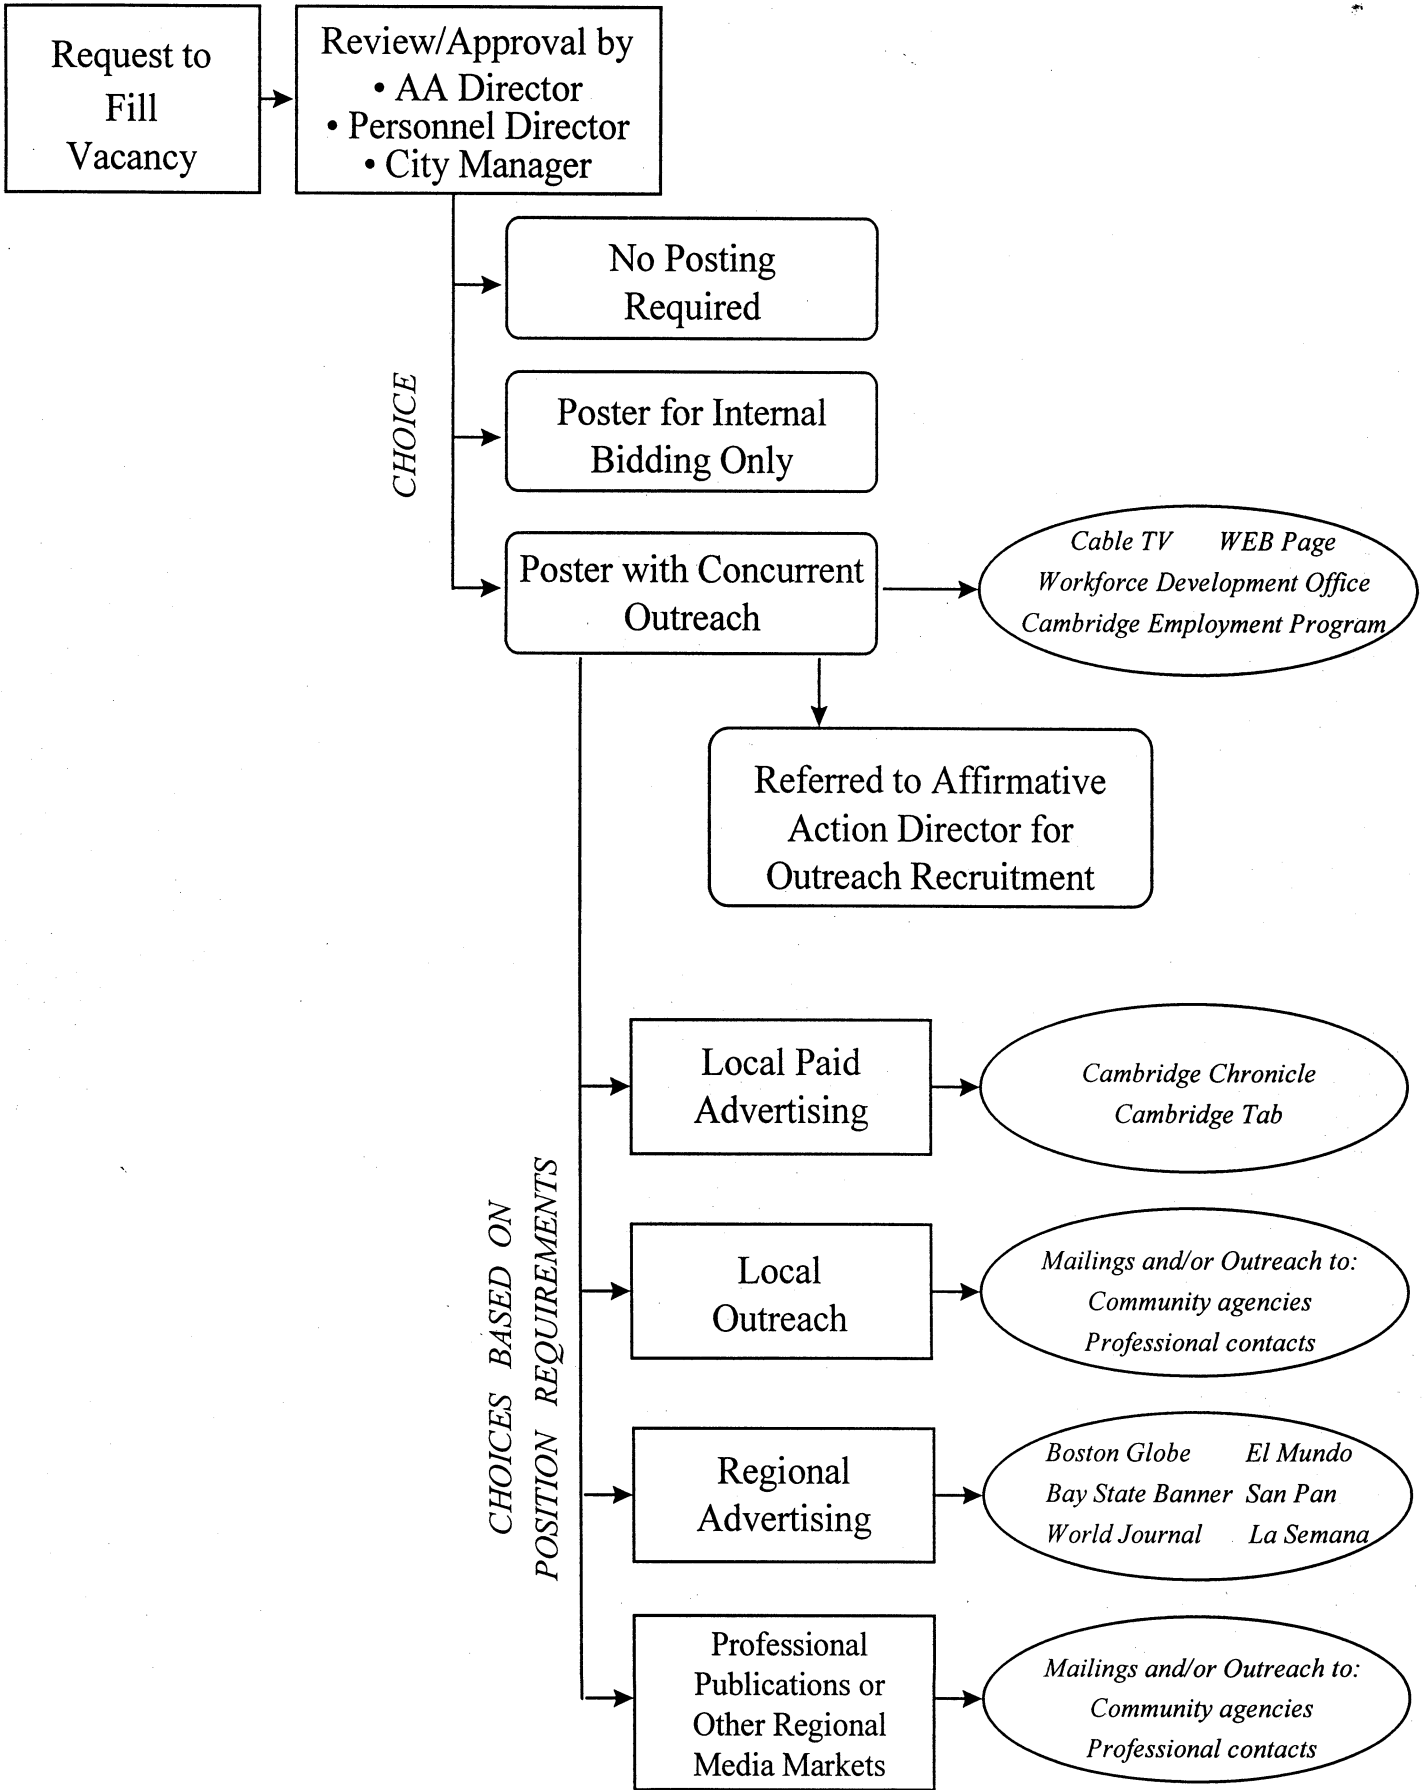 Request to
Fill
Vacancy
Review/Approval by
• AA Director
• Personnel Director
• City Manager
CHOICE
No Posting
Required
Poster for Internal
Bidding Only
Poster with Concurrent
Outreach
Cable TV WEB Page
Workforce Development Office
Cambridge Employment Program
Referred to Affirmative
Action Director for
Outreach Recruitment
CHOICES BASED ON
POSITION REQUIREMENTS
Local Paid
Advertising
Cambridge Chronicle
Cambridge Tab
Local
Outreach
Mailings and/or Outreach to:
Community agencies
Professional contacts
Regional
Advertising
Boston Globe El Mundo
Bay State Banner San Pan
World Journal La Semana
Professional
Publications or
Other Regional
Media Markets
Mailings and/or Outreach to:
Community agencies
Professional contacts